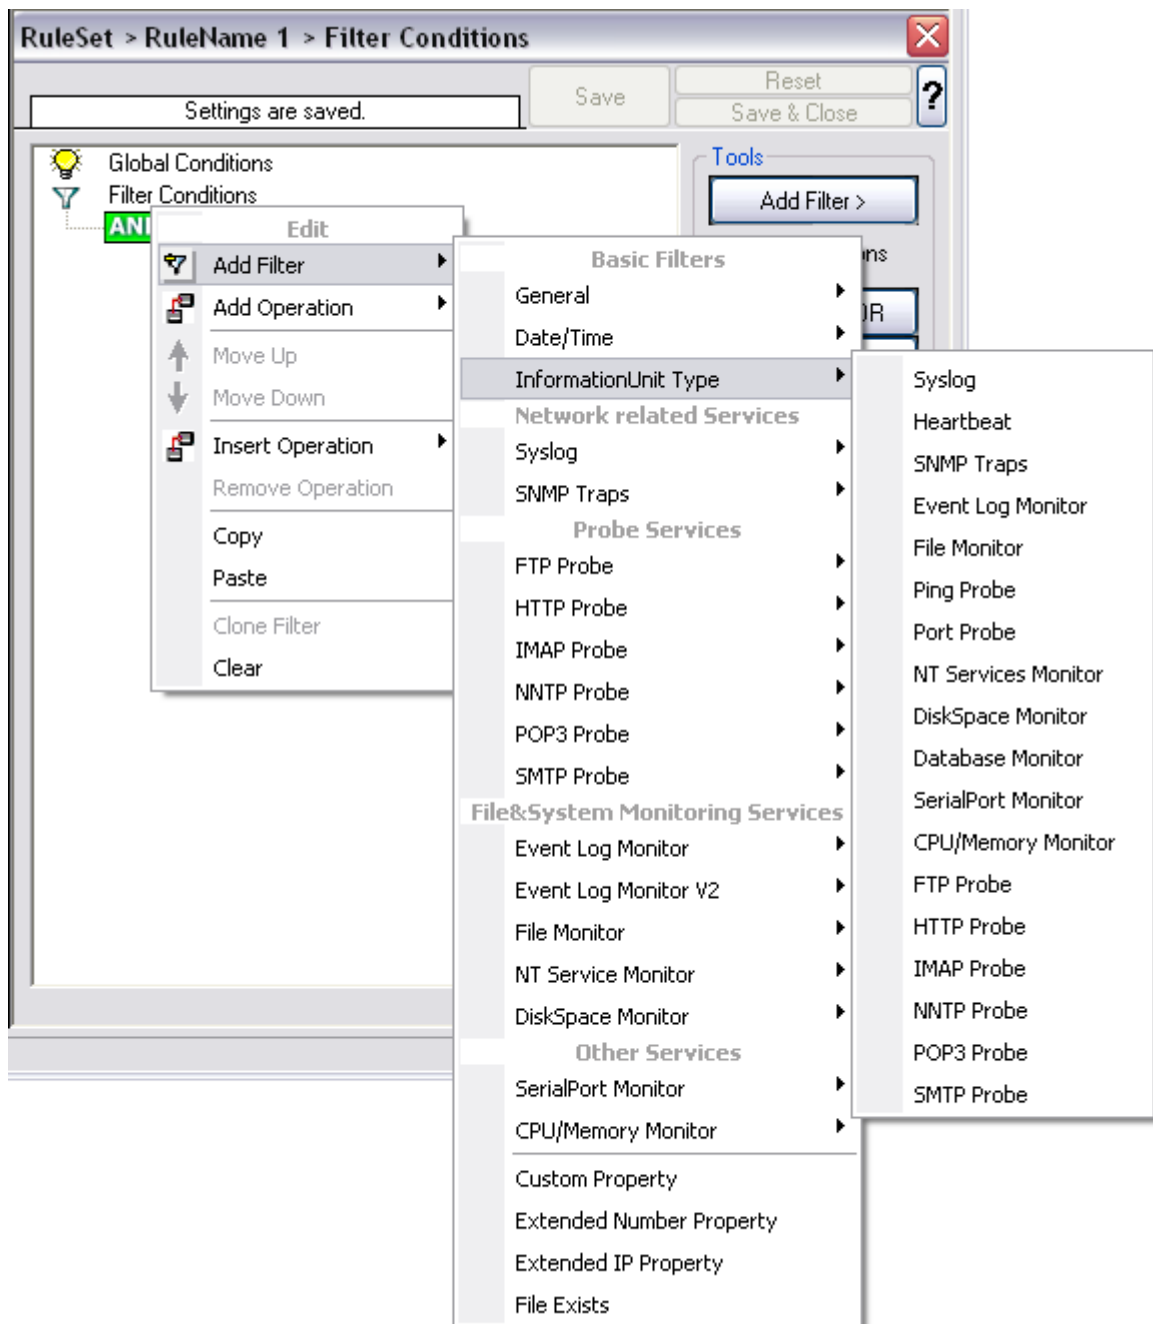 RuleSet > RuleName 1 > Filter Conditions
Settings are saved.
Save
Reset
Save & Close
?
Global Conditions
Filter Conditions
Tools
Add Filter >
Edit
Add Filter
Add Operation
Move Up
Move Down
Insert Operation
Remove Operation
Copy
Paste
Clone Filter
Clear
Basic Filters
General
Date/Time
InformationUnit Type
Network related Services
Syslog
SNMP Traps
Probe Services
FTP Probe
HTTP Probe
IMAP Probe
NNTP Probe
POP3 Probe
SMTP Probe
File&System Monitoring Services
Event Log Monitor
Event Log Monitor V2
File Monitor
NT Service Monitor
DiskSpace Monitor
Other Services
SerialPort Monitor
CPU/Memory Monitor
Custom Property
Extended Number Property
Extended IP Property
File Exists
Syslog
Heartbeat
SNMP Traps
Event Log Monitor
File Monitor
Ping Probe
Port Probe
NT Services Monitor
DiskSpace Monitor
Database Monitor
SerialPort Monitor
CPU/Memory Monitor
FTP Probe
HTTP Probe
IMAP Probe
NNTP Probe
POP3 Probe
SMTP Probe